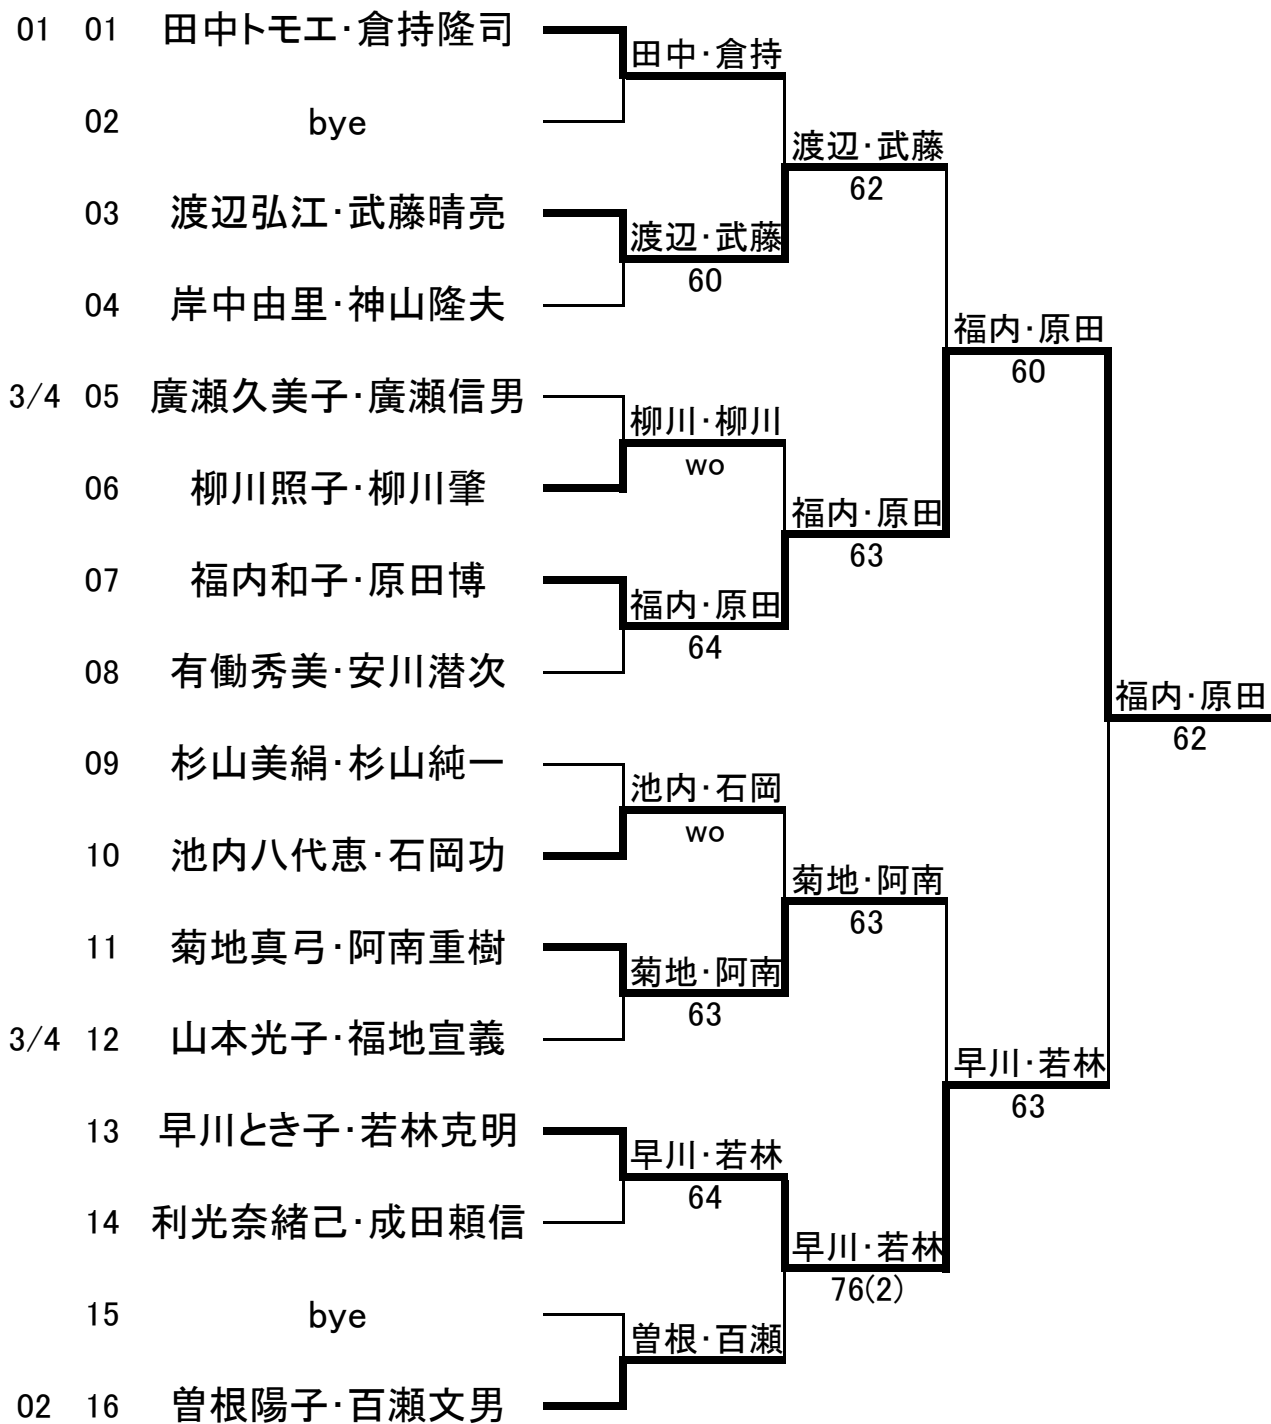 01 01 田中トモエ・倉持隆司
田中・倉持
02 bye
渡辺・武藤
62
03 渡辺弘江・武藤晴亮
渡辺・武藤
60
04 岸中由里・神山隆夫
福内・原田
60
3/4 05 廣瀬久美子・廣瀬信男
柳川・柳川
wo
06 柳川照子・柳川肇
福内・原田
63
07 福内和子・原田博
福内・原田
64
08 有働秀美・安川潜次
福内・原田
62
09 杉山美絹・杉山純一
池内・石岡
wo
10 池内八代恵・石岡功
菊地・阿南
63
11 菊地真弓・阿南重樹
菊地・阿南
63
3/4 12 山本光子・福地宣義
早川・若林
63
13 早川とき子・若林克明
早川・若林
64
14 利光奈緒己・成田頼信
早川・若林
76(2)
15 bye
曽根・百瀬
02 16 曽根陽子・百瀬文男